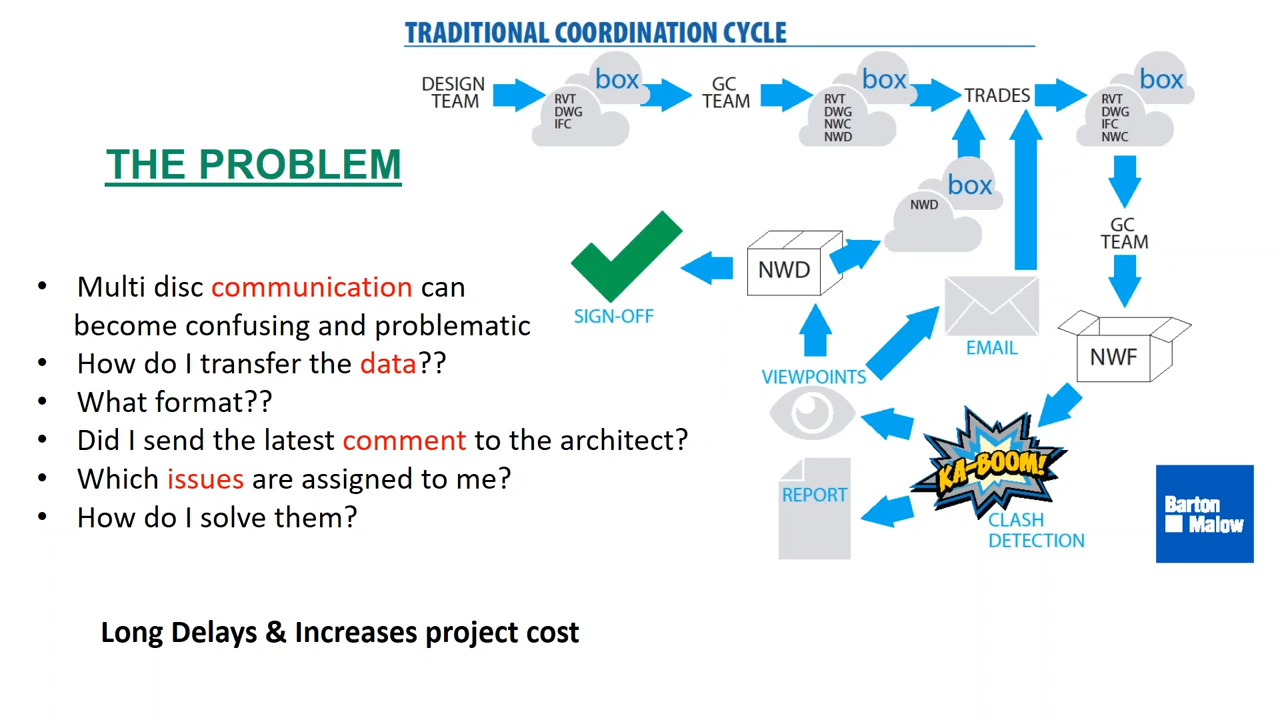 TRADITIONAL COORDINATION CYCLE
DESIGN
TEAM
box
RVT
DWG
IFC
GC
TEAM
box
RVT
DWG
NWC
NWD
TRADES
box
RVT
DWG
IFC
NWC
THE PROBLEM
box
NWD
GC
TEAM
NWD
SIGN-OFF
EMAIL
NWF
VIEWPOINTS
KA-BOOM!
REPORT
CLASH
DETECTION
Barton
Malow
• Multi disc communication can
become confusing and problematic
• How do I transfer the data??
• What format??
• Did I send the latest comment to the architect?
• Which issues are assigned to me?
• How do I solve them?
Long Delays & Increases project cost